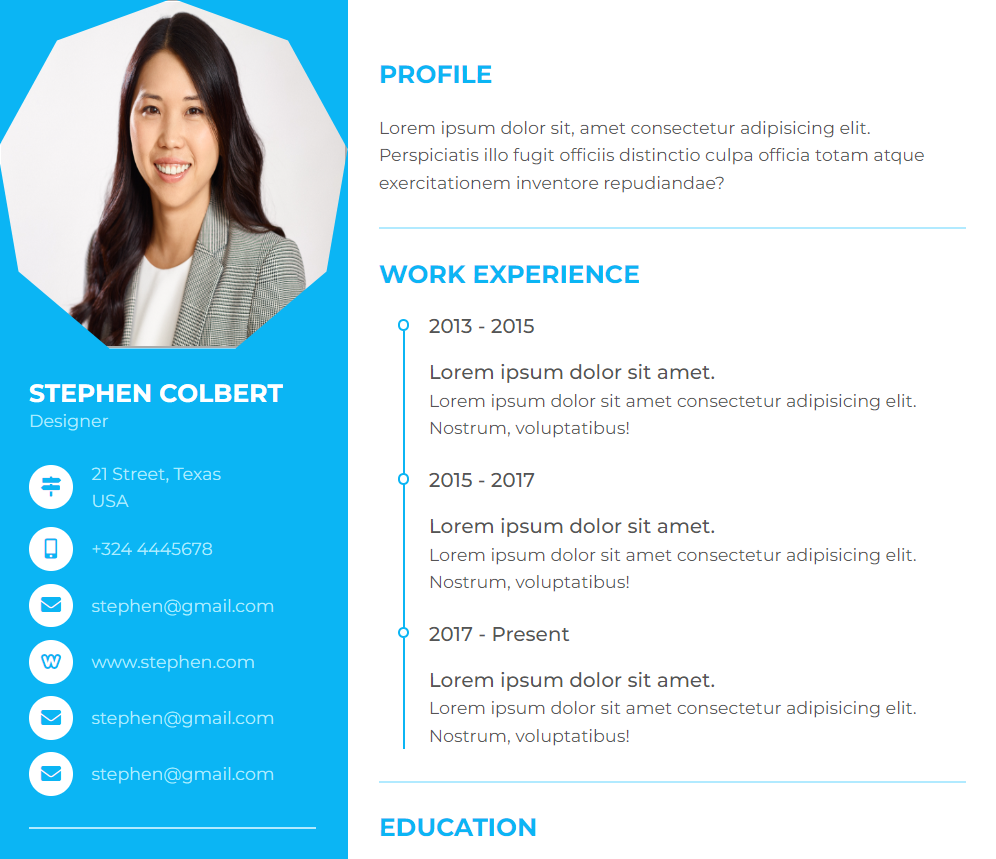 STEPHEN COLBERT
Designer
21 Street, Texas
USA
+324 4445678
stephen@gmail.com
www.stephen.com
stephen@gmail.com
stephen@gmail.com
PROFILE
Lorem ipsum dolor sit, amet consectetur adipisicing elit.
Perspiciatis illo fugit officiis distinctio culpa officia totam atque
exercitationem inventore repudiandae?
WORK EXPERIENCE
2013 - 2015
Lorem ipsum dolor sit amet.
Lorem ipsum dolor sit amet consectetur adipisicing elit.
Nostrum, voluptatibus!
2015 - 2017
Lorem ipsum dolor sit amet.
Lorem ipsum dolor sit amet consectetur adipisicing elit.
Nostrum, voluptatibus!
2017 - Present
Lorem ipsum dolor sit amet.
Lorem ipsum dolor sit amet consectetur adipisicing elit.
Nostrum, voluptatibus!
EDUCATION